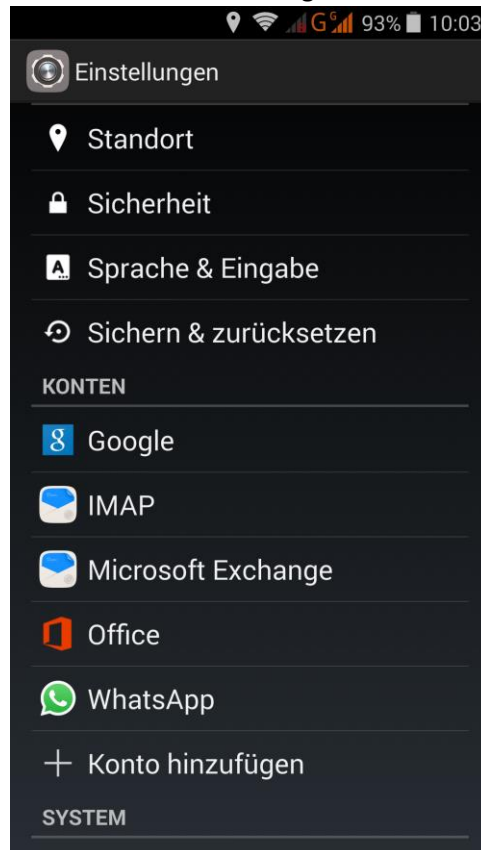 G G 93% 10:03
Einstellungen
Standort
Sicherheit
A Sprache & Eingabe
Sichern & zurücksetzen
KONTEN
8 Google
IMAP
Microsoft Exchange
Office
WhatsApp
Konto hinzufügen
SYSTEM